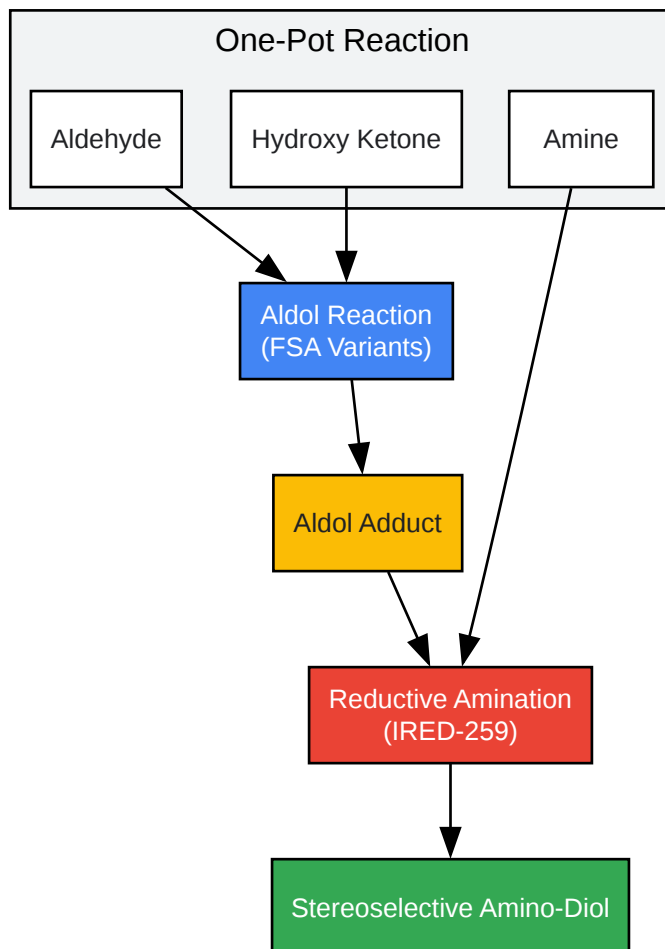 One-Pot Reaction
Aldehyde
Hydroxy Ketone
Amine
Aldol Reaction
(FSA Variants)
Aldol Adduct
Reductive Amination
(IRED-259)
Stereoselective Amino-Diol